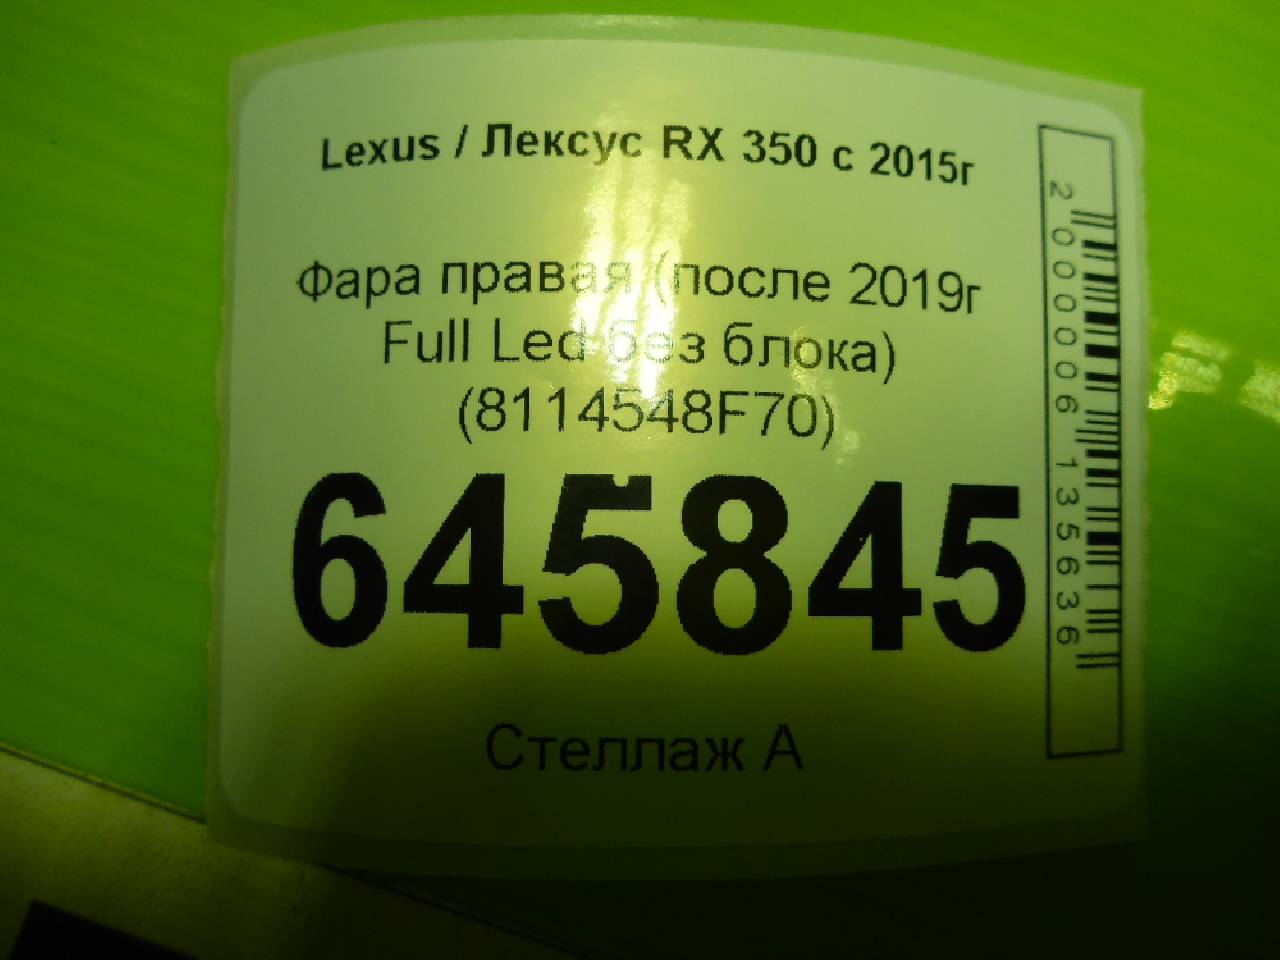 Lexus / Лексус RX 350 с 2015г
Фара правая (после 2019г
Full Led без блока)
(8114548F70)
645845
Стеллаж А
2000006135636